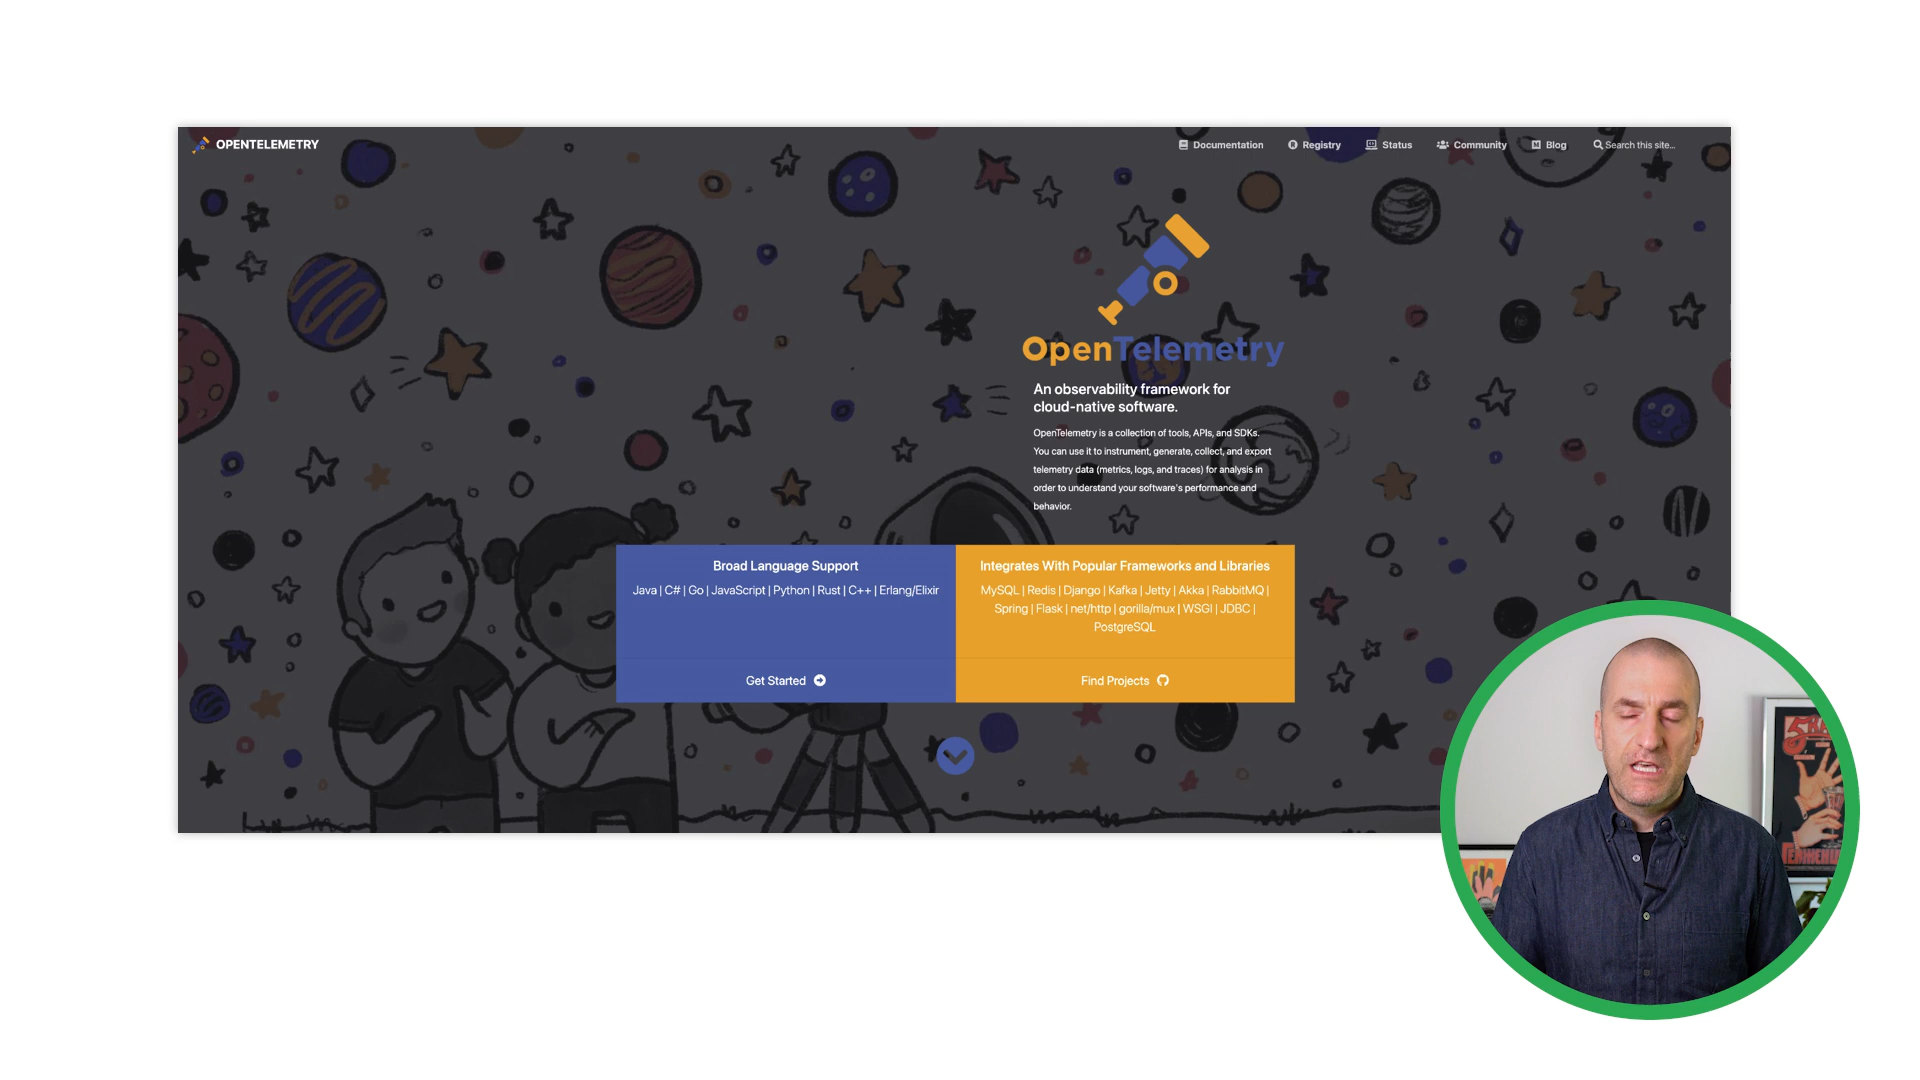 OPENTELEMETRY
Documentation
Registry
Status
Community
Blog
Search this site...
OpenTelemetry
An observability framework for
cloud-native software.
OpenTelemetry is a collection of tools, APIs, and SDKs.
You can use it to instrument, generate, collect, and export
telemetry data (metrics, logs, and traces) for analysis in
order to understand your software's performance and
behavior.
Broad Language Support
Java | C# | Go | JavaScript | Python | Rust | C++ | Erlang/Elixir
Get Started
Integrates With Popular Frameworks and Libraries
MySQL | Redis | Django | Kafka | Jetty | Akka | RabbitMQ |
Spring | Flask | net/http | gorilla/mux | WSGI | JDBC |
PostgreSQL
Find Projects